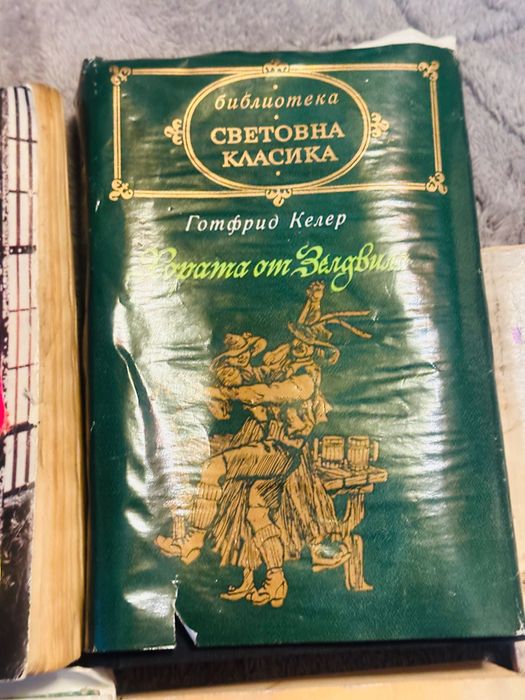 библиотека
СВЕТОВНА
КЛАСИКА
Готфрид Келер
Хората от Зелдвила